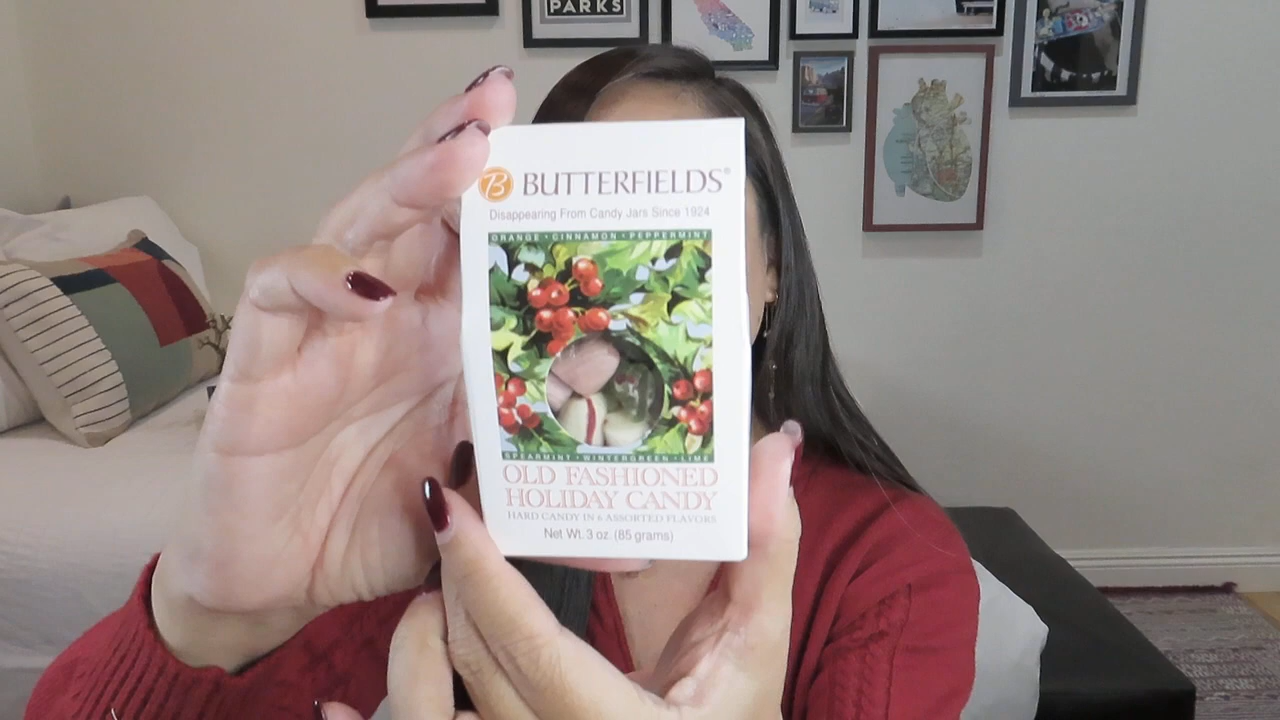 PARKS
B BUTTERFIELDS®
Disappearing From Candy Jars Since 1924
ORANGE • CINNAMON • PEPPERMINT
SPEARMINT • WINTERGREEN • LIME
OLD FASHIONED
HOLIDAY CANDY
HARD CANDY IN 6 ASSORTED FLAVORS
Net Wt. 3 oz. (85 grams)